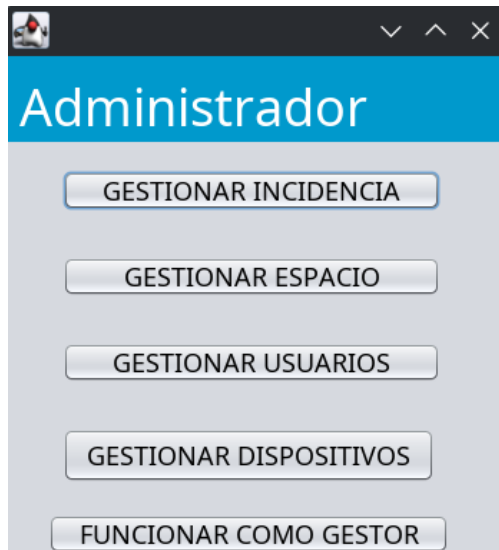 Administrador
GESTIONAR INCIDENCIA
GESTIONAR ESPACIO
GESTIONAR USUARIOS
GESTIONAR DISPOSITIVOS
FUNCIONAR COMO GESTOR